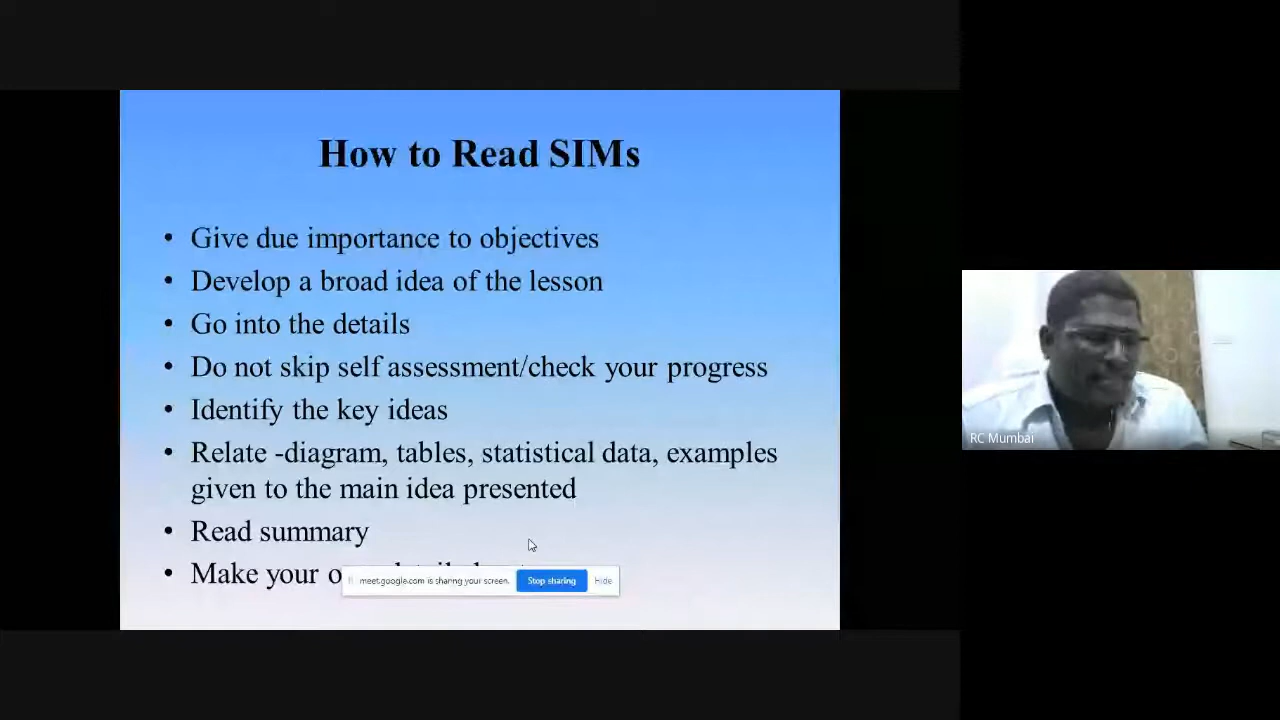 How to Read SIMs
• Give due importance to objectives
• Develop a broad idea of the lesson
• Go into the details
• Do not skip self assessment/check your progress
• Identify the key ideas
• Relate -diagram, tables, statistical data, examples
given to the main idea presented
• Read summary
• Make your
meet.google.com is sharing your screen. Stop sharing Hide
RC Mumbai